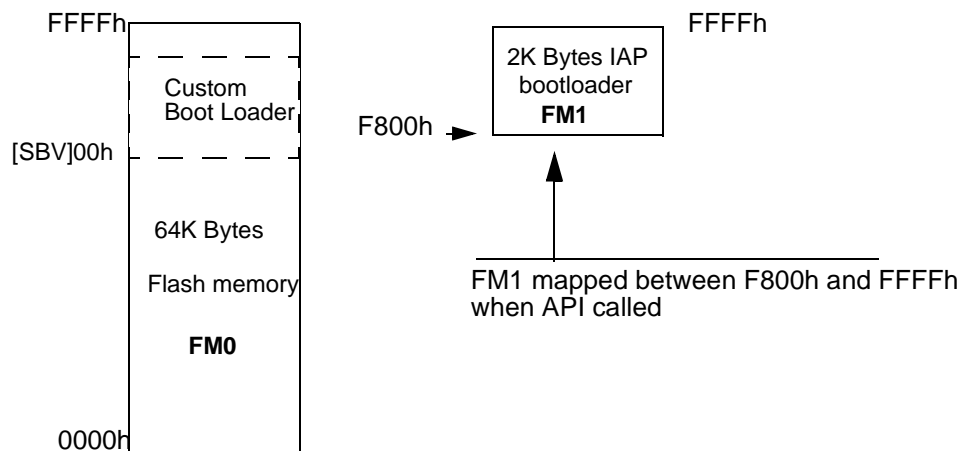 FFFFh
Custom
Boot Loader
[SBV]00h
64K Bytes
Flash memory
FM0
0000h
FFFFh
2K Bytes IAP
bootloader
FM1
F800h
FM1 mapped between F800h and FFFFh
when API called